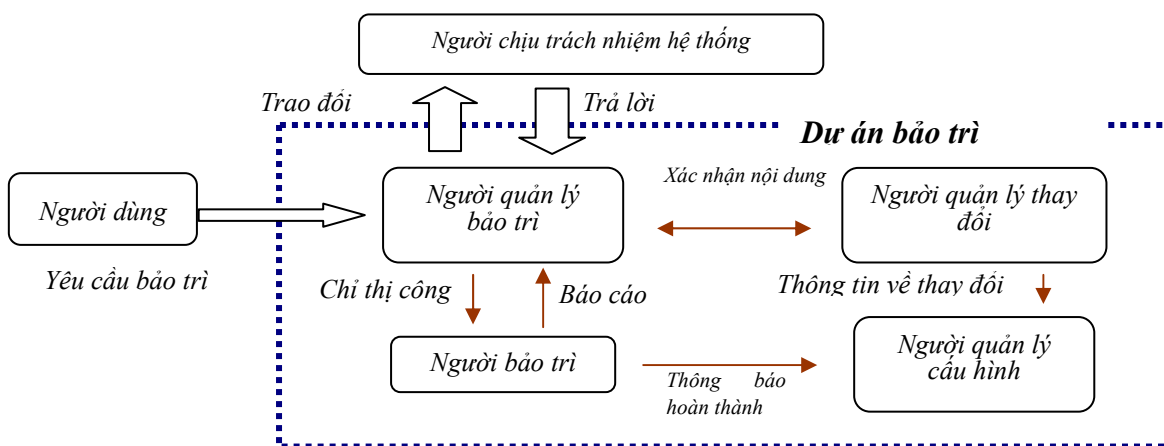 Người chịu trách nhiệm hệ thống
Trao đổi
Trả lời
Dự án bảo trì
Người dùng
Người quản lý
bảo trì
Xác nhận nội dung
Người quản lý thay
đổi
Yêu cầu bảo trì
Chỉ thị công
Báo cáo
Thông tin về thay đổi
Người bảo trì
Người quản lý
cấu hình
Thông báo
hoàn thành